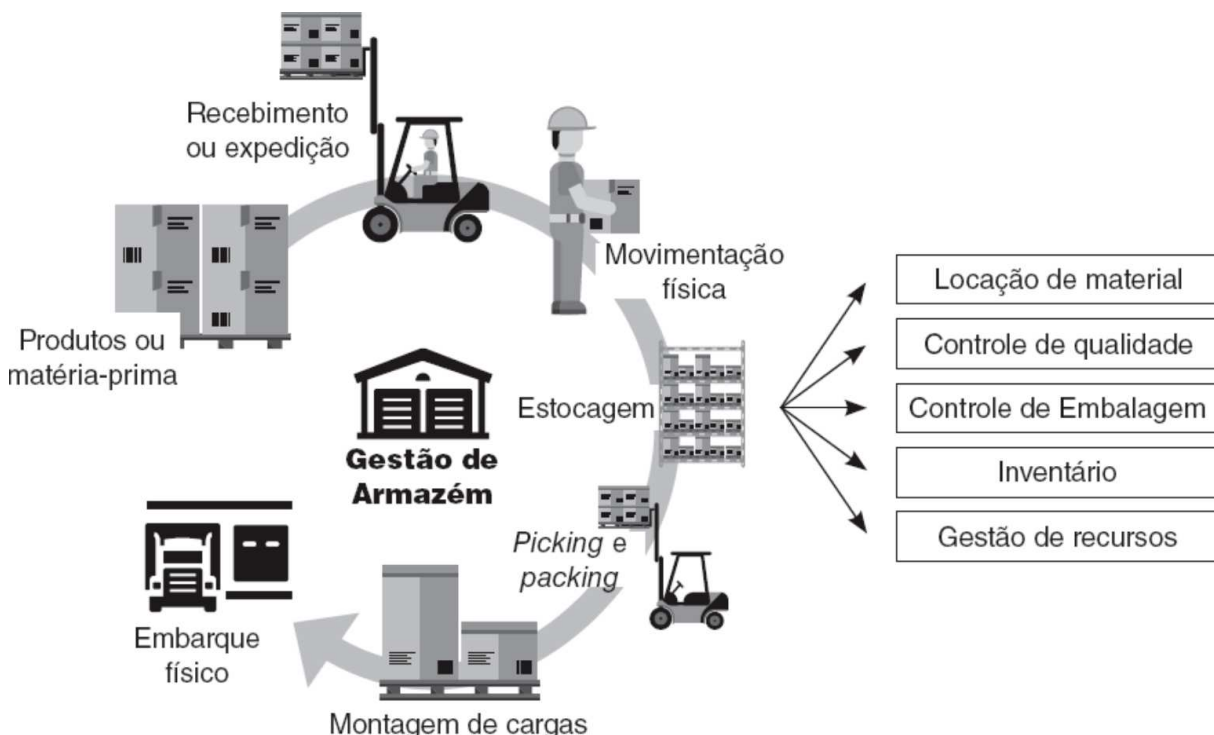 Recebimento
ou expedição
Movimentação
física
Produtos ou
matéria-prima
Estocagem
Gestão de
Armazém
Picking e
packing
Embarque
físico
Montagem de cargas
Locação de material
Controle de qualidade
Controle de Embalagem
Inventário
Gestão de recursos